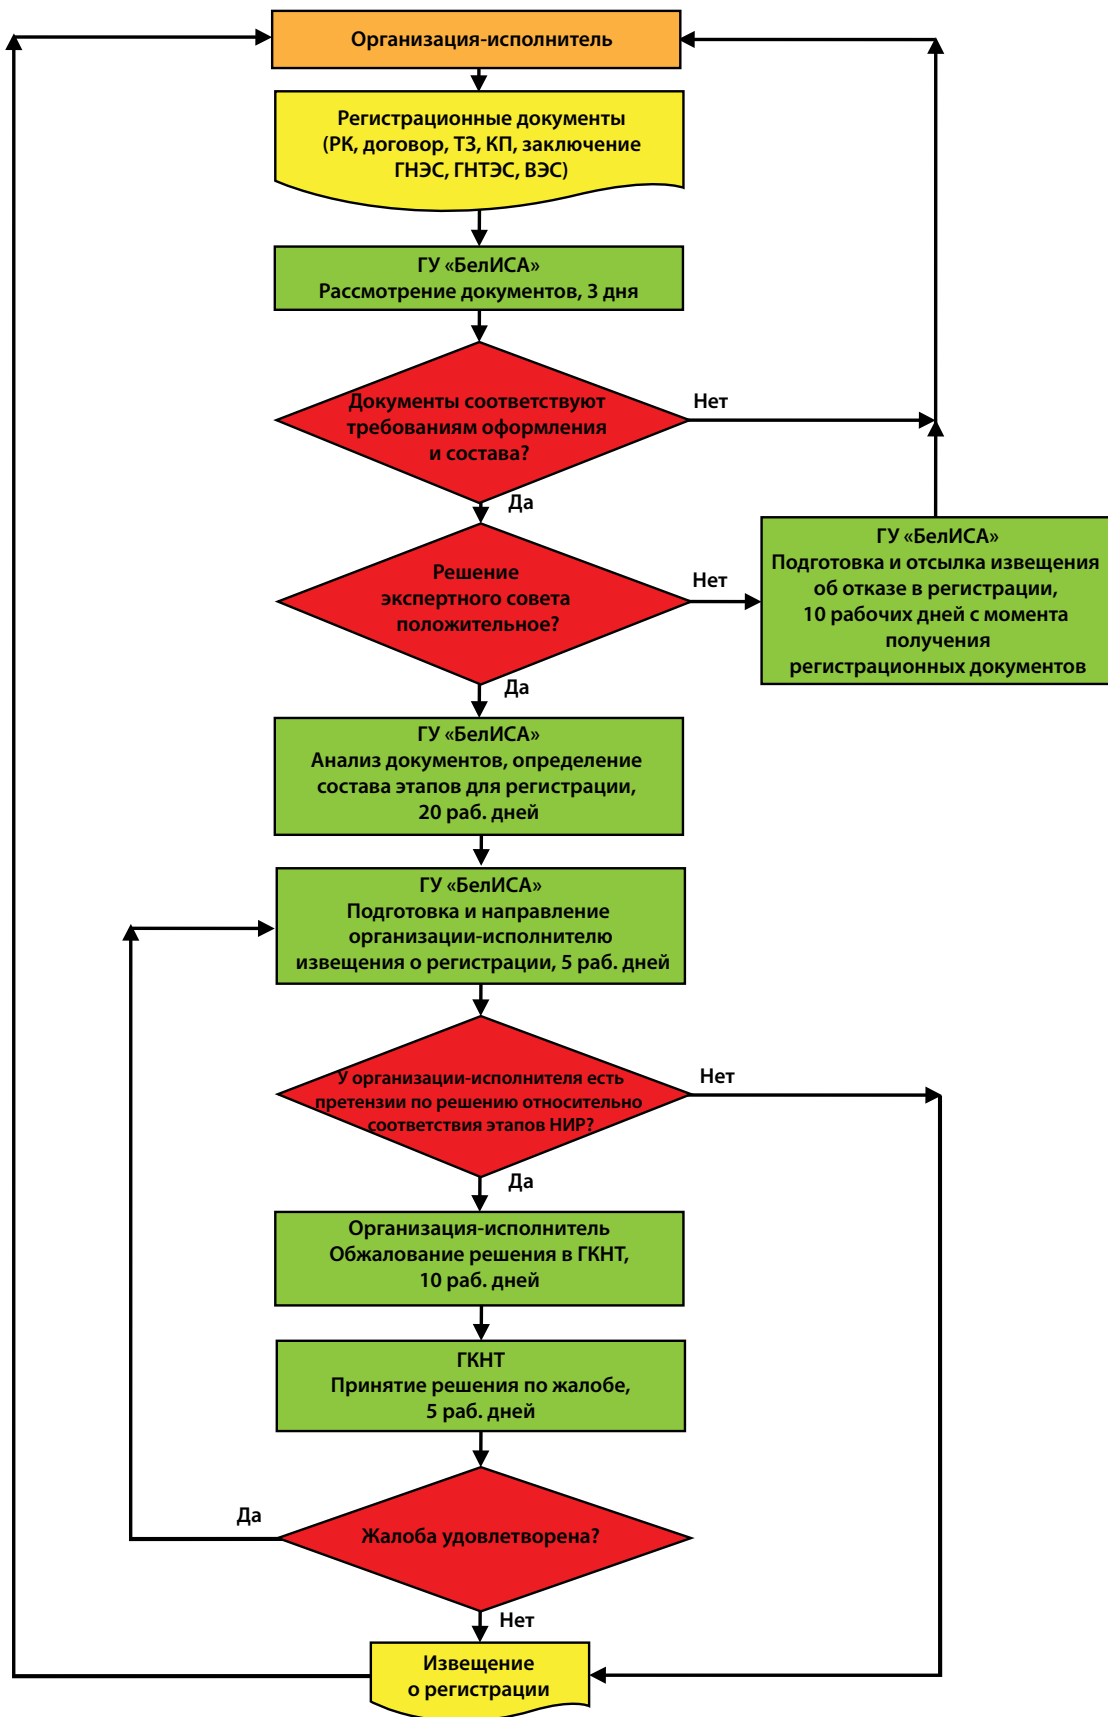 Организация-исполнитель
Регистрационные документы
(РК, договор, ТЗ, КП, заключение
ГНЭС, ГНТЭС, ВЭС)
ГУ «БелИСА»
Рассмотрение документов, 3 дня
Документы соответствуют
требованиям оформления
и состава?
Нет
Да
Решение
экспертного совета
положительное?
Нет
ГУ «БелИСА»
Подготовка и отсылка извещения
об отказе в регистрации,
10 рабочих дней с момента
получения
регистрационных документов
Да
ГУ «БелИСА»
Анализ документов, определение
состава этапов для регистрации,
20 раб. дней
ГУ «БелИСА»
Подготовка и направление
организации-исполнителю
извещения о регистрации, 5 раб. дней
У организации-исполнителя есть
претензии по решению относительно
соответствия этапов НИР?
Нет
Да
Организация-исполнитель
Обжалование решения в ГКНТ,
10 раб. дней
ГКНТ
Принятие решения по жалобе,
5 раб. дней
Да
Жалоба удовлетворена?
Нет
Извещение
о регистрации